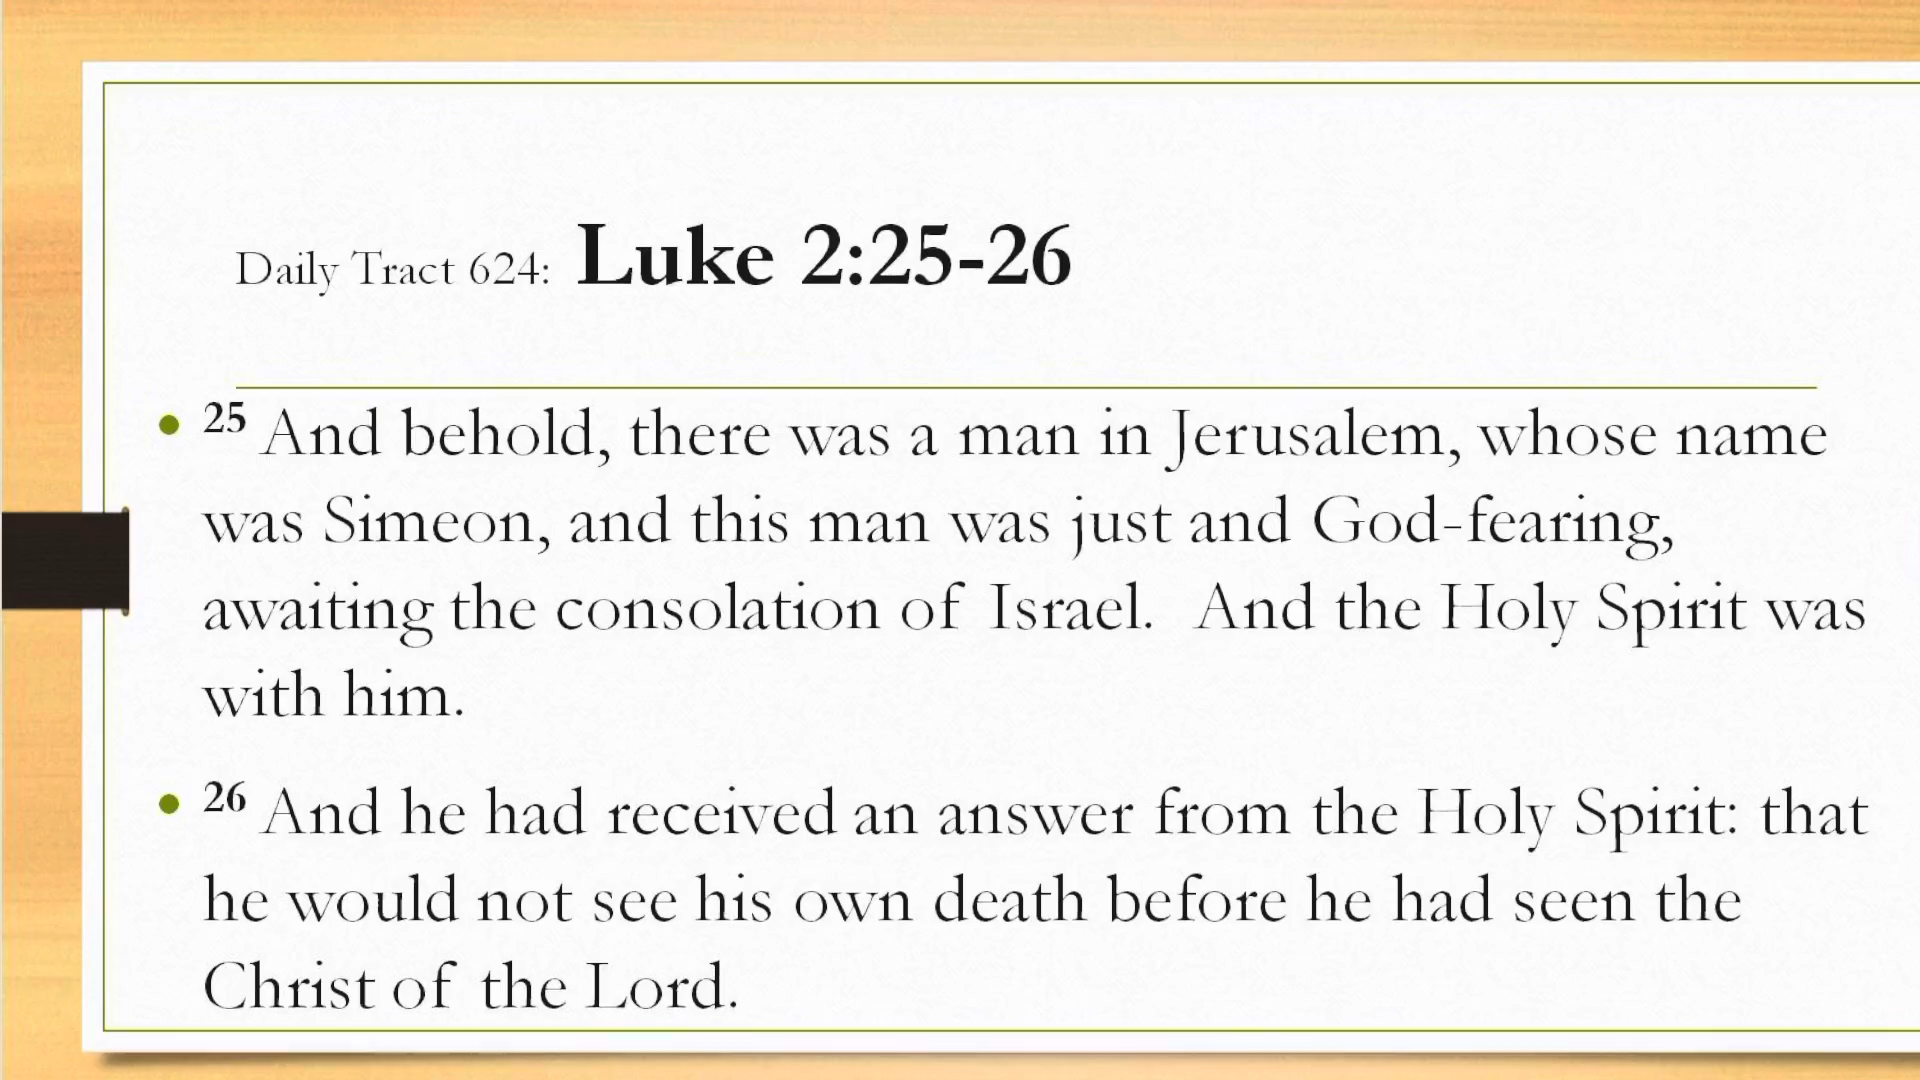 Daily Tract 624: Luke 2:25-26
• 25 And behold, there was a man in Jerusalem, whose name
was Simeon, and this man was just and God-fearing,
awaiting the consolation of Israel.  And the Holy Spirit was
with him.
• 26 And he had received an answer from the Holy Spirit: that
he would not see his own death before he had seen the
Christ of the Lord.